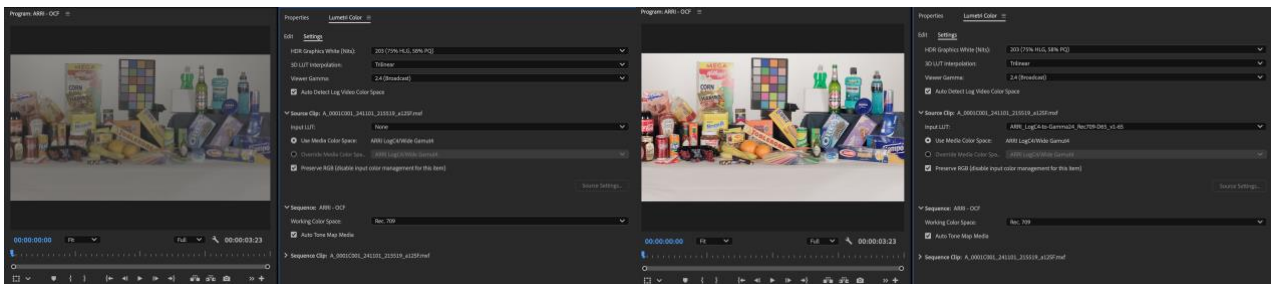 Program: ARRI - OCF
Properties Lumetri Color
Edit Settings
HDR Graphics White (Nits): 203 (75% HLG, 58% PQ)
3D LUT Interpolation: Trilinear
Viewer Gamma: 2.4 (Broadcast)
Auto Detect Log Video Color Space
Source Clip: A_0001C001_241101_215519_a125F.mxf
Input LUT: None
Use Media Color Space: ARRI LogC4/Wide Gamut4
Override Media Color Spa... ARRI LogC4/Wide Gamut4
Preserve RGB (disable input color management for this item)
Source Settings...
Sequence: ARRI - OCF
Working Color Space: Rec. 709
Auto Tone Map Media
Sequence Clip: A_0001C001_241101_215519_a125F.mxf
CORN
00:00:00:00 Fit Full 00:00:03:23
Program: ARRI - OCF
Properties Lumetri Color
Edit Settings
HDR Graphics White (Nits): 203 (75% HLG, 58% PQ)
3D LUT Interpolation: Trilinear
Viewer Gamma: 2.4 (Broadcast)
Auto Detect Log Video Color Space
Source Clip: A_0001C001_241101_215519_a125F.mxf
Input LUT: ARRI_LogC4-to-Gamma24_Rec709-D65_v1-65
Use Media Color Space: ARRI LogC4/Wide Gamut4
Override Media Color Spa... ARRI LogC4/Wide Gamut4
Preserve RGB (disable input color management for this item)
Source Settings...
Sequence: ARRI - OCF
Working Color Space: Rec. 709
Auto Tone Map Media
Sequence Clip: A_0001C001_241101_215519_a125F.mxf
CORN
00:00:00:00 Fit Full 00:00:03:23